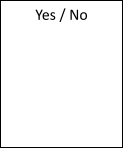 Yes / No